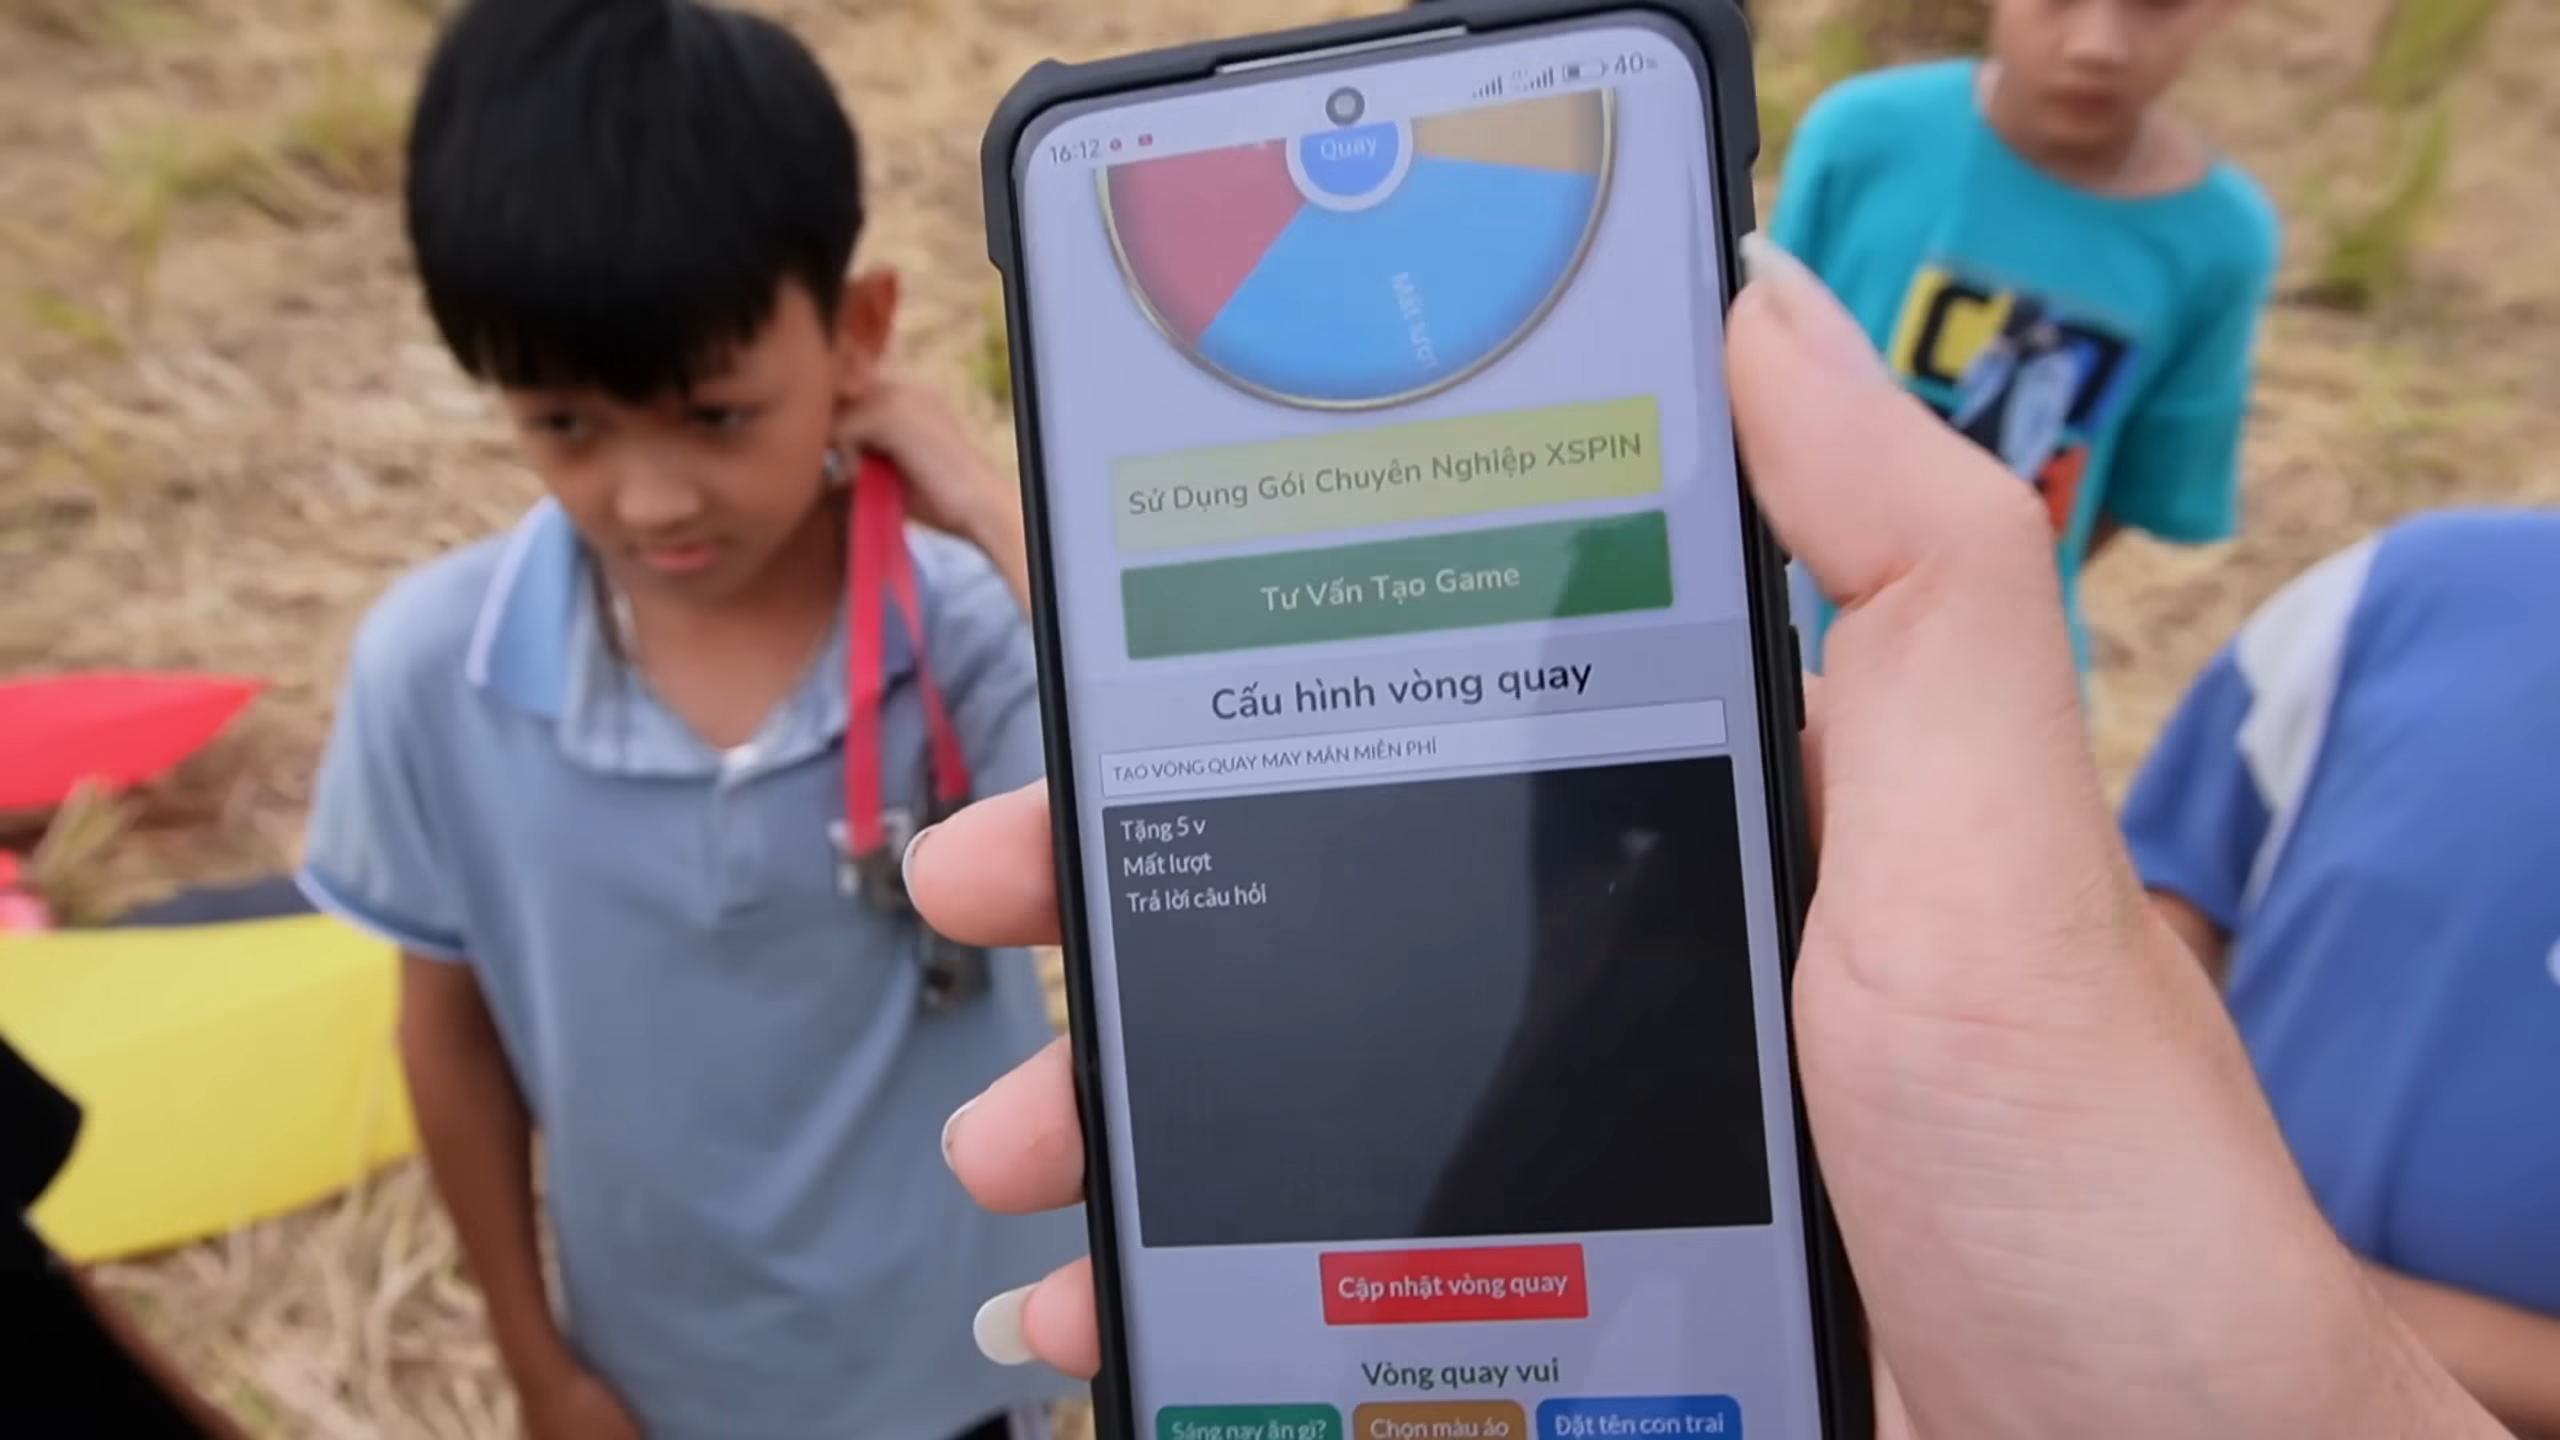 16:12
40%
Quay
Mất lượt
Sử Dụng Gói Chuyên Nghiệp XSPIN
Tư Vấn Tạo Game
Cấu hình vòng quay
TẠO VÒNG QUAY MAY MẮN MIỄN PHÍ
Tặng 5 v
Mất lượt
Trả lời câu hỏi
Cập nhật vòng quay
Vòng quay vui
Sáng nay ăn gì?
Chọn màu áo
Đặt tên con trai